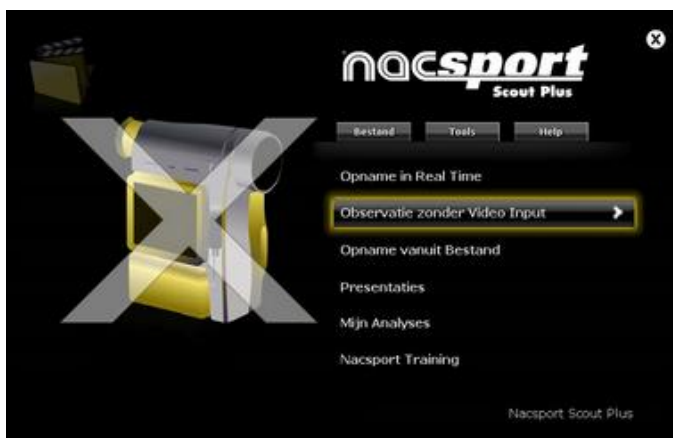 nacsport
Scout Plus
Bestand Tools Help
Opname in Real Time
Observatie zonder Video Input
Opname vanuit Bestand
Presentaties
Mijn Analyses
Nacsport Training
Nacsport Scout Plus